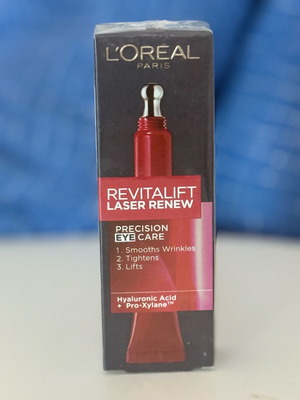 L'ORÉAL
PARIS
REVITALIFT
LASER RENEW
PRECISION
EYE CARE
1. Smooths Wrinkles
2. Tightens
3. Lifts
Hyaluronic Acid
+ Pro-Xylane™